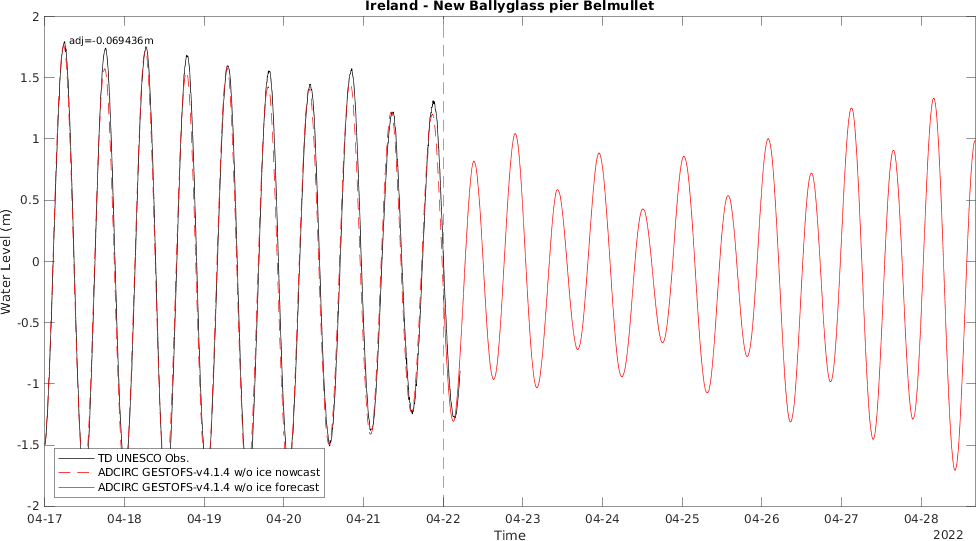 Ireland - New Ballyglass pier Belmullet
adj=-0.069436m
2
1.5
1
0.5
0
-0.5
-1
-1.5
-2
Water Level (m)
TD UNESCO Obs.
ADCIRC GESTOFS-v4.1.4 w/o ice nowcast
ADCIRC GESTOFS-v4.1.4 w/o ice forecast
04-17 04-18 04-19 04-20 04-21 04-22 04-23 04-24 04-25 04-26 04-27 04-28
Time
2022